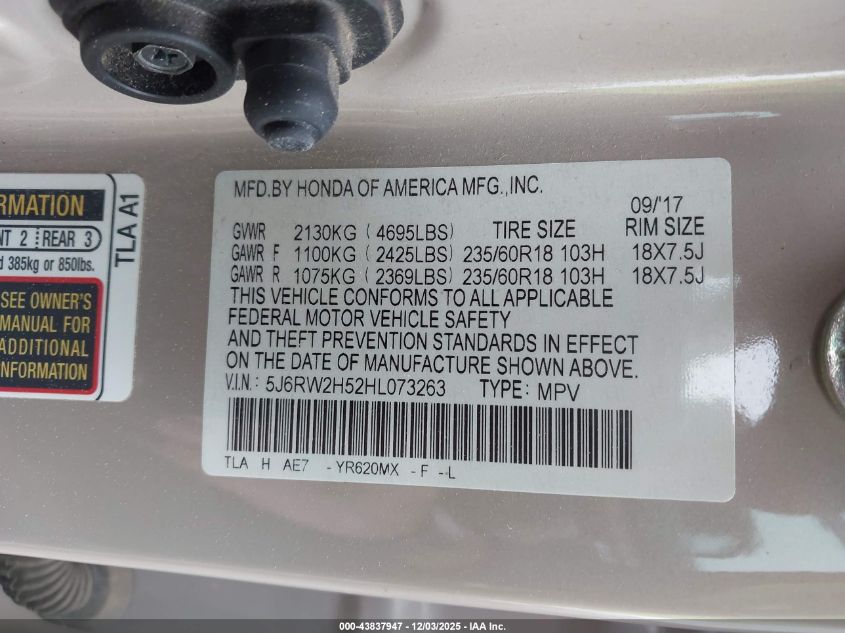 RMATION
NT 2 REAR 3
d 385kg or 850lbs.
SEE OWNER'S
MANUAL FOR
ADDITIONAL
INFORMATION
TLA A1
MFD.BY HONDA OF AMERICA MFG.,INC.
09/'17
GVWR 2130KG ( 4695LBS) TIRE SIZE RIM SIZE
GAWR F 1100KG ( 2425LBS) 235/60R18 103H 18X7.5J
GAWR R 1075KG ( 2369LBS) 235/60R18 103H 18X7.5J
THIS VEHICLE CONFORMS TO ALL APPLICABLE
FEDERAL MOTOR VEHICLE SAFETY
AND THEFT PREVENTION STANDARDS IN EFFECT
ON THE DATE OF MANUFACTURE SHOWN ABOVE.
V.I.N.: 5J6RW2H52HL073263 TYPE: MPV
TLA H AE7 -YR620MX -F -L
000-43837947 - 12/03/2025 - IAA Inc.